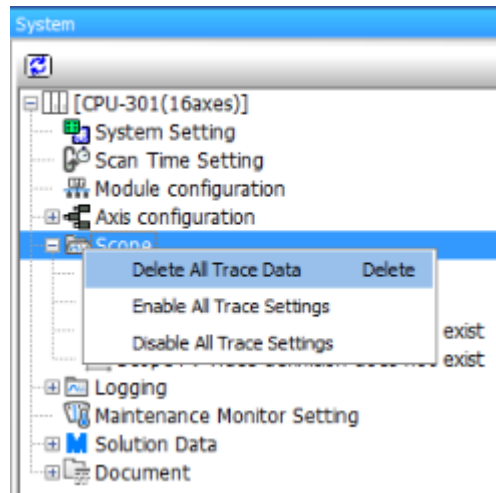 System
[CPU-301(16axes)]
System Setting
Scan Time Setting
Module configuration
Axis configuration
Scope
Delete All Trace Data Delete
Enable All Trace Settings
Disable All Trace Settings
exist
exist
Logging
Maintenance Monitor Setting
Solution Data
Document